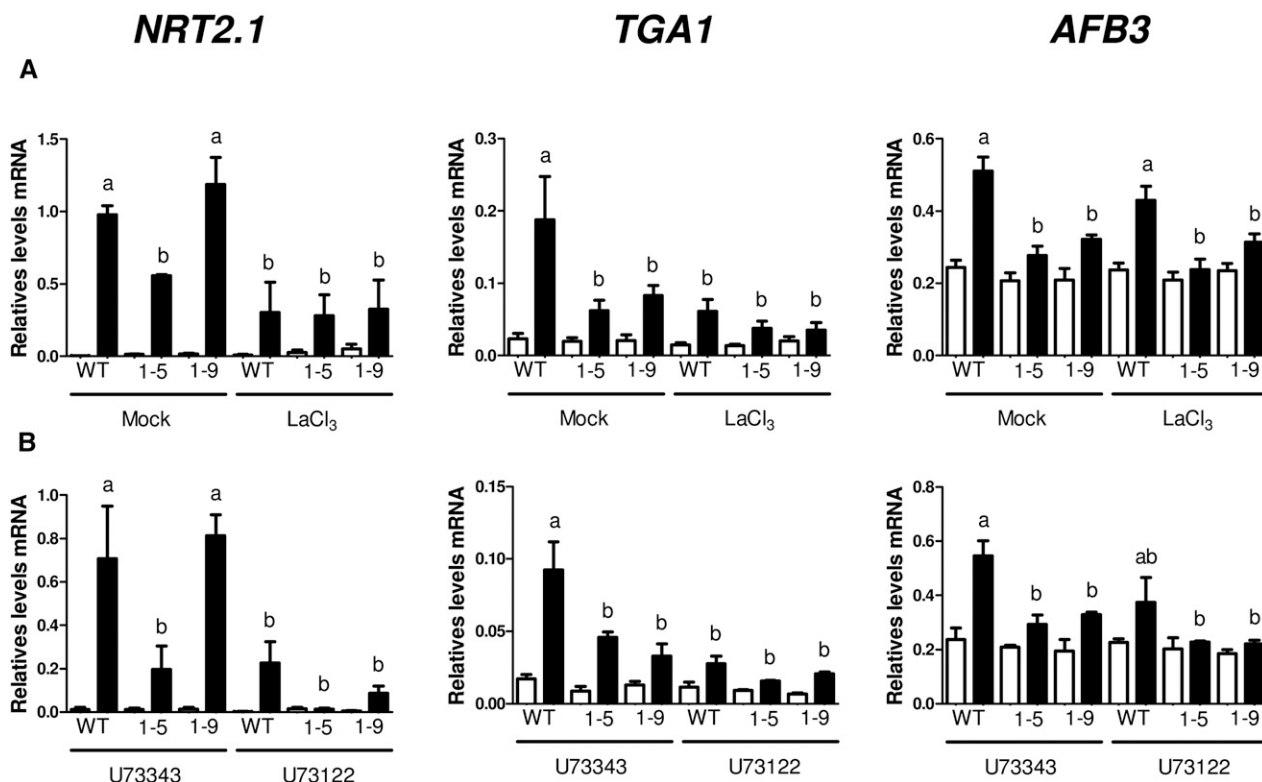 NRT2.1 TGA1 AFB3
A
Relatives levels mRNA
1.5
1.0
0.5
0.0
a
b
a
b
b
b
WT 1-5 1-9 WT 1-5 1-9
Mock LaCl₃
Relatives levels mRNA
0.3
0.2
0.1
0.0
a
b
b
b
b
b
WT 1-5 1-9 WT 1-5 1-9
Mock LaCl₃
Relatives levels mRNA
0.6
0.4
0.2
0.0
a
b
b
a
b
b
WT 1-5 1-9 WT 1-5 1-9
Mock LaCl₃
B
Relatives levels mRNA
1.0
0.8
0.6
0.4
0.2
0.0
a
b
a
b
b
b
WT 1-5 1-9 WT 1-5 1-9
U73343 U73122
Relatives levels mRNA
0.15
0.10
0.05
0.00
a
b
b
b
b
b
WT 1-5 1-9 WT 1-5 1-9
U73343 U73122
Relatives levels mRNA
0.8
0.6
0.4
0.2
0.0
a
b
b
ab
b
b
WT 1-5 1-9 WT 1-5 1-9
U73343 U73122